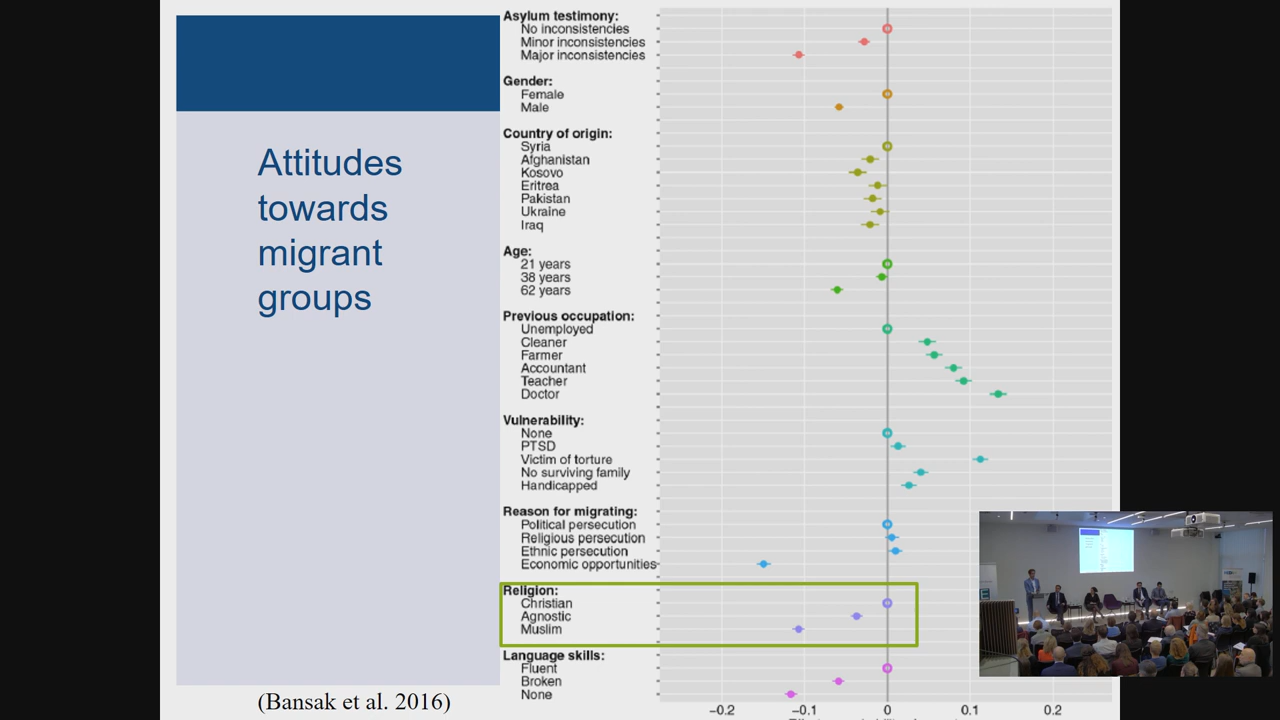 Attitudes
towards
migrant
groups
(Bansak et al. 2016)
Asylum testimony:
No inconsistencies
Minor inconsistencies
Major inconsistencies
Gender:
Female
Male
Country of origin:
Syria
Afghanistan
Kosovo
Eritrea
Pakistan
Ukraine
Iraq
Age:
21 years
38 years
62 years
Previous occupation:
Unemployed
Cleaner
Farmer
Accountant
Teacher
Doctor
Vulnerability:
None
PTSD
Victim of torture
No surviving family
Handicapped
Reason for migrating:
Political persecution
Religious persecution
Ethnic persecution
Economic opportunities
Religion:
Christian
Agnostic
Muslim
Language skills:
Fluent
Broken
None
−0.2 −0.1 0 0.1 0.2